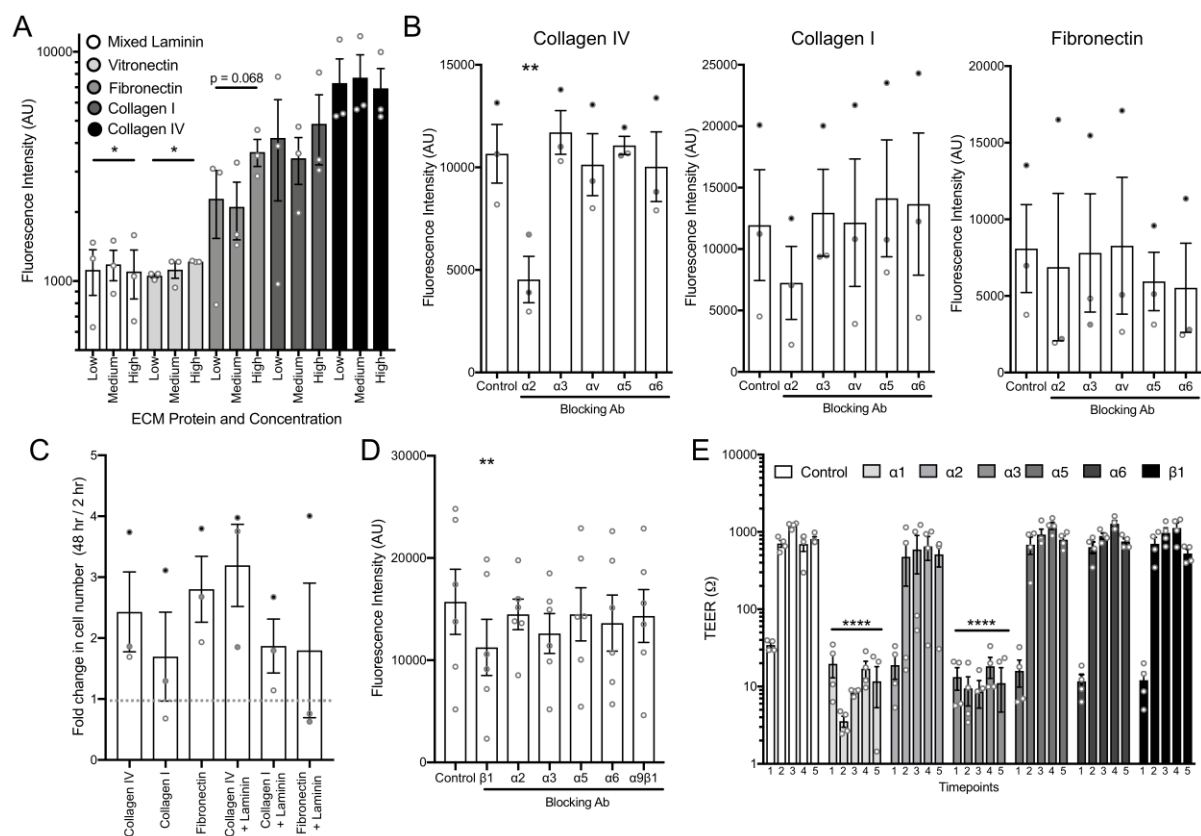 A
Mixed Laminin
Vitronectin
Fibronectin
Collagen I
Collagen IV
p = 0.068
* *
10000
1000
Fluorescence Intensity (AU)
Low Medium High Low Medium High Low Medium High Low Medium High Low Medium High
ECM Protein and Concentration
B
Collagen IV
**
15000
10000
5000
0
Fluorescence Intensity (AU)
Control α2 α3 αv α5 α6
Blocking Ab
Collagen I
25000
20000
15000
10000
5000
0
Fluorescence Intensity (AU)
Control α2 α3 αv α5 α6
Blocking Ab
Fibronectin
20000
15000
10000
5000
0
Fluorescence Intensity (AU)
Control α2 α3 αv α5 α6
Blocking Ab
C
5
4
3
2
1
0
Fold change in cell number (48 hr / 2 hr)
Collagen IV
Collagen I
Fibronectin
Collagen IV
+ Laminin
Collagen I
+ Laminin
Fibronectin
+ Laminin
D
**
30000
20000
10000
0
Fluorescence Intensity (AU)
Control β1 α2 α3 α5 α6 α9β1
Blocking Ab
E
Control α1 α2 α3 α5 α6 β1
**** ****
10000
1000
100
10
1
TEER (Ω)
1 2 3 4 5 1 2 3 4 5 1 2 3 4 5 1 2 3 4 5 1 2 3 4 5 1 2 3 4 5 1 2 3 4 5
Timepoints